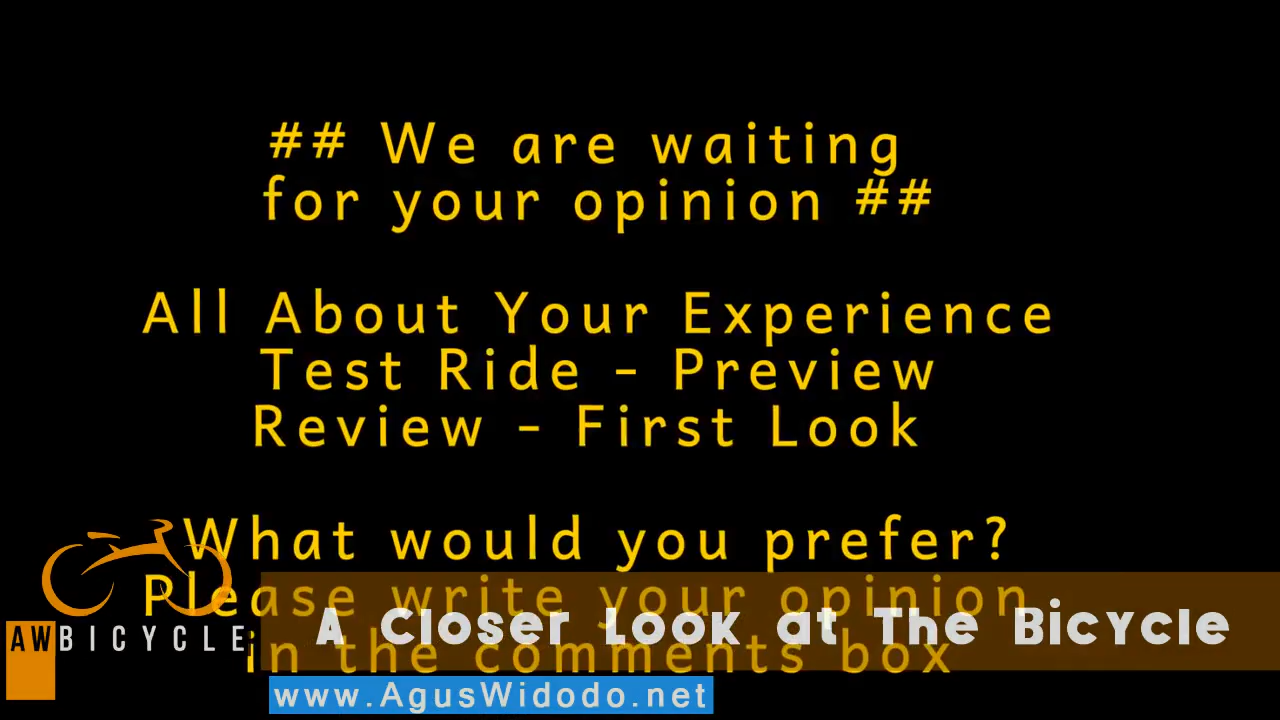 ## We are waiting
for your opinion ##
All About Your Experience
Test Ride - Preview
Review - First Look
What would you prefer?
Please write your opinion
in the comments box
A Closer Look at The Bicycle
AWBICYCLE
www.AgusWidodo.net